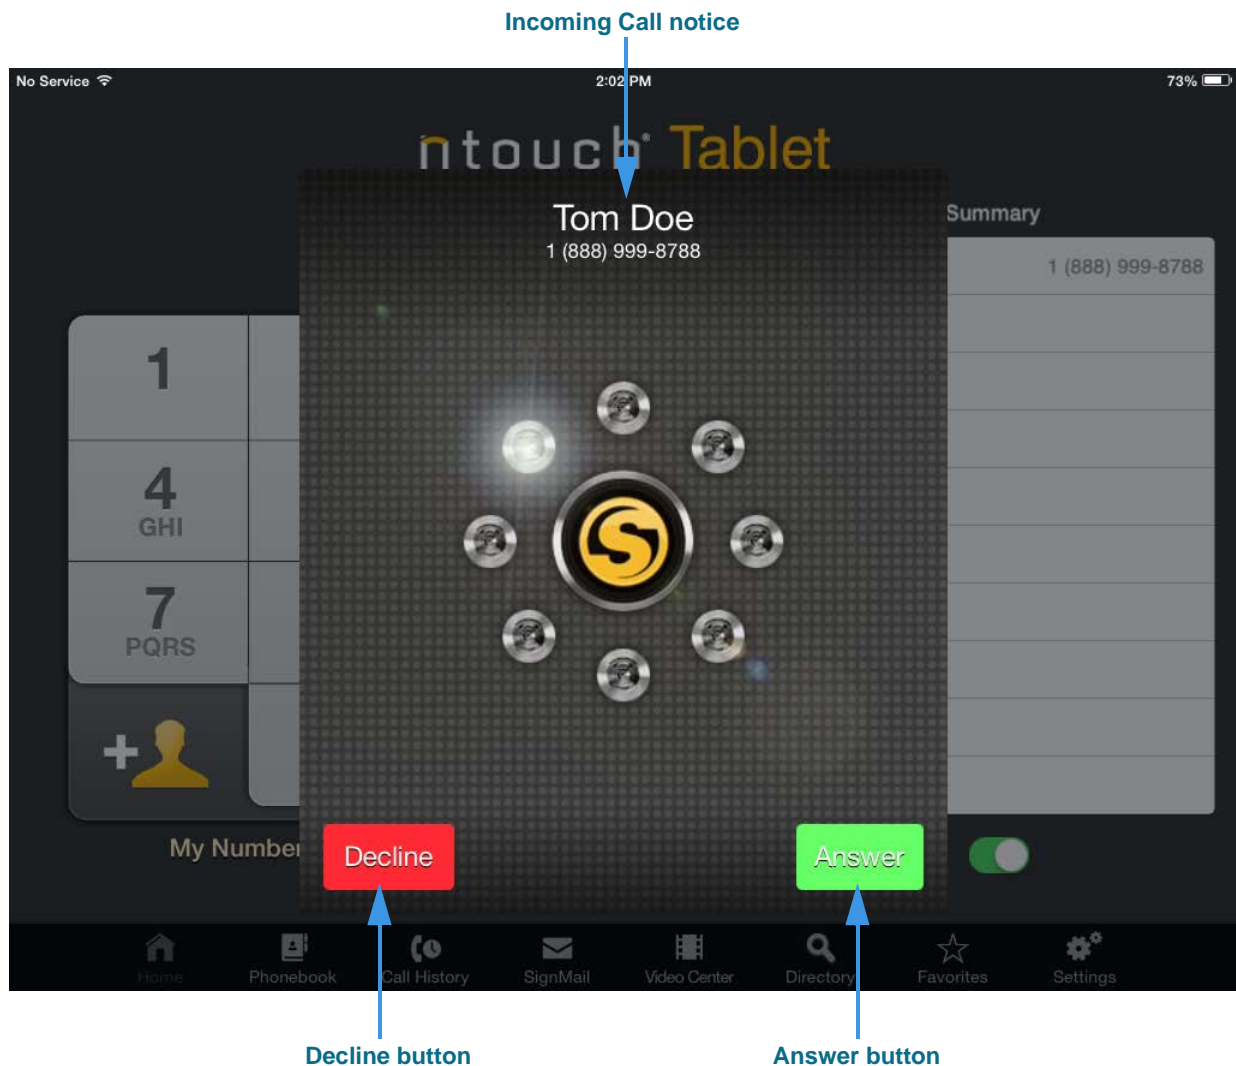 Incoming Call notice
No Service 2:02 PM 73%
ntouch® Tablet
Tom Doe
1 (888) 999-8788
Summary
1 (888) 999-8788
1
4
GHI
7
PQRS
My Number
Decline
Answer
Home Phonebook Call History SignMail Video Center Directory Favorites Settings
Decline button Answer button